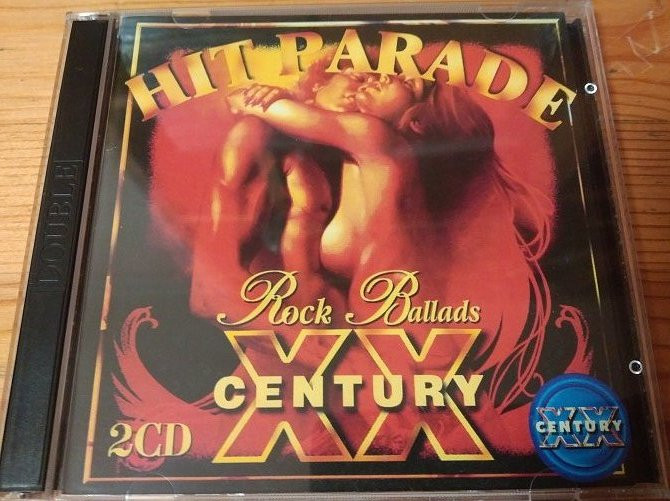 DOUBLE
HIT PARADE
Rock Ballads
XX
CENTURY
2CD
XX
CENTURY